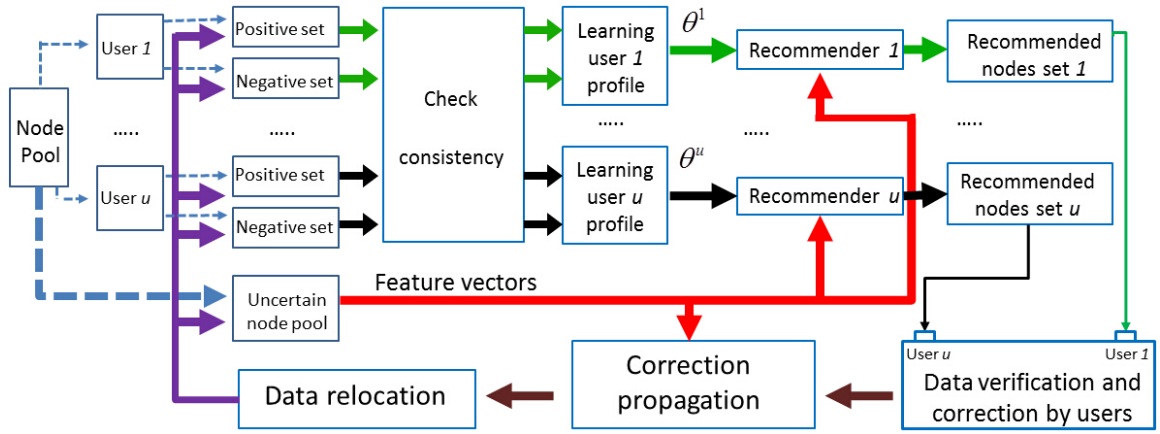 Node
Pool
User 1
.....
User u
Positive set
Negative set
.....
Positive set
Negative set
Uncertain
node pool
Check
consistency
Learning
user 1
profile
.....
Learning
user u
profile
θ¹
θᵘ
Recommender 1
.....
Recommender u
Recommended
nodes set 1
.....
Recommended
nodes set u
Feature vectors
User u
User 1
Data verification and
correction by users
Correction
propagation
Data relocation